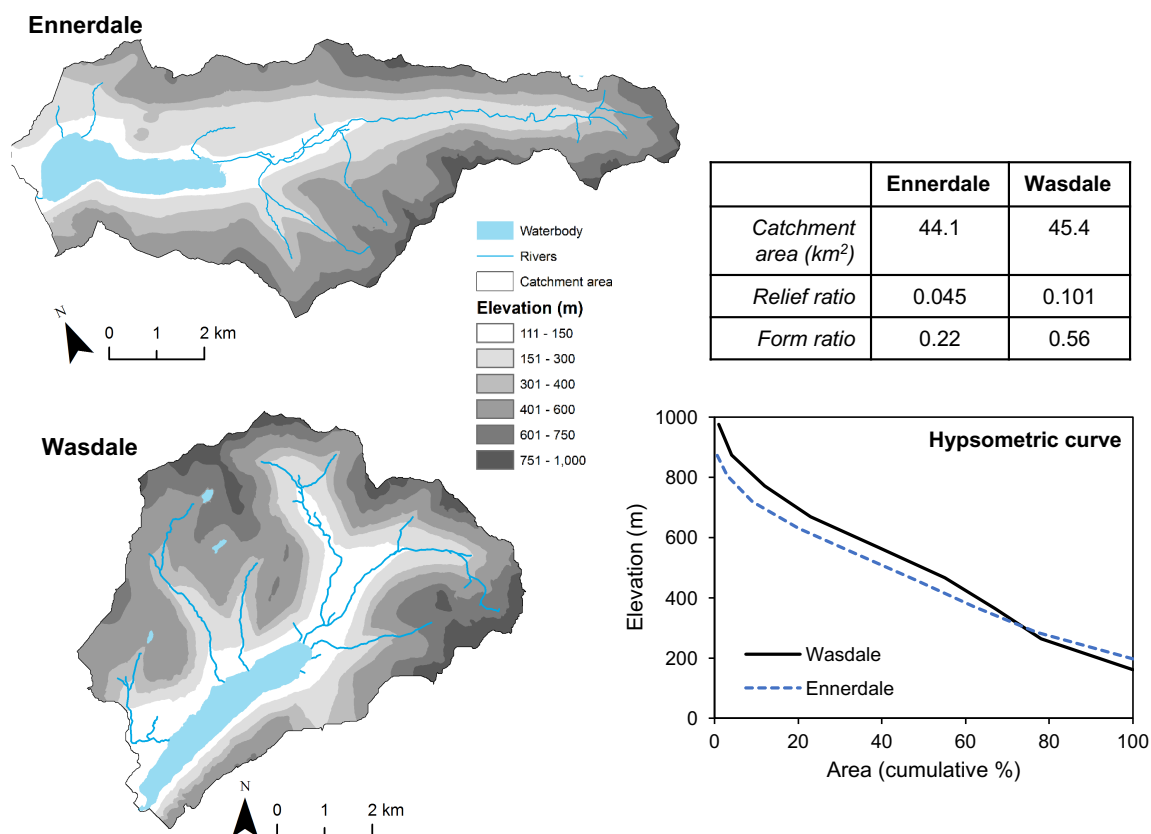 Ennerdale
Waterbody
Rivers
Catchment area
Elevation (m)
111 - 150
151 - 300
301 - 400
401 - 600
601 - 750
751 - 1,000
N
0 1 2 km
Ennerdale Wasdale
Catchment area (km²) 44.1 45.4
Relief ratio 0.045 0.101
Form ratio 0.22 0.56
Wasdale
N
0 1 2 km
Hypsometric curve
1000
800
600
400
200
0
Elevation (m)
Wasdale
Ennerdale
0 20 40 60 80 100
Area (cumulative %)